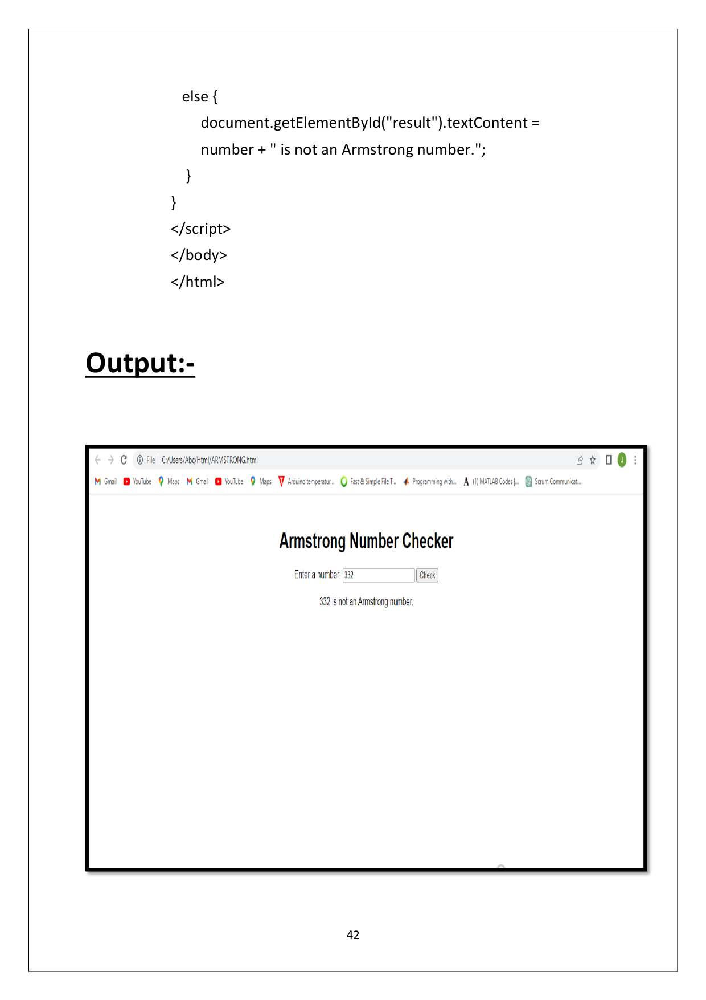 else {
document.getElementById("result").textContent =
number + " is not an Armstrong number.";
}
}
</script>
</body>
</html>
Output:-
File | C:/Users/Abc/Html/ARMSTRONG.html J
Gmail YouTube Maps Gmail YouTube Maps Arduino temperatur... Fast & Simple File T... Programming with... (1) MATLAB Codes |... Scrum Communicat...
Armstrong Number Checker
Enter a number: 332 Check
332 is not an Armstrong number.
42